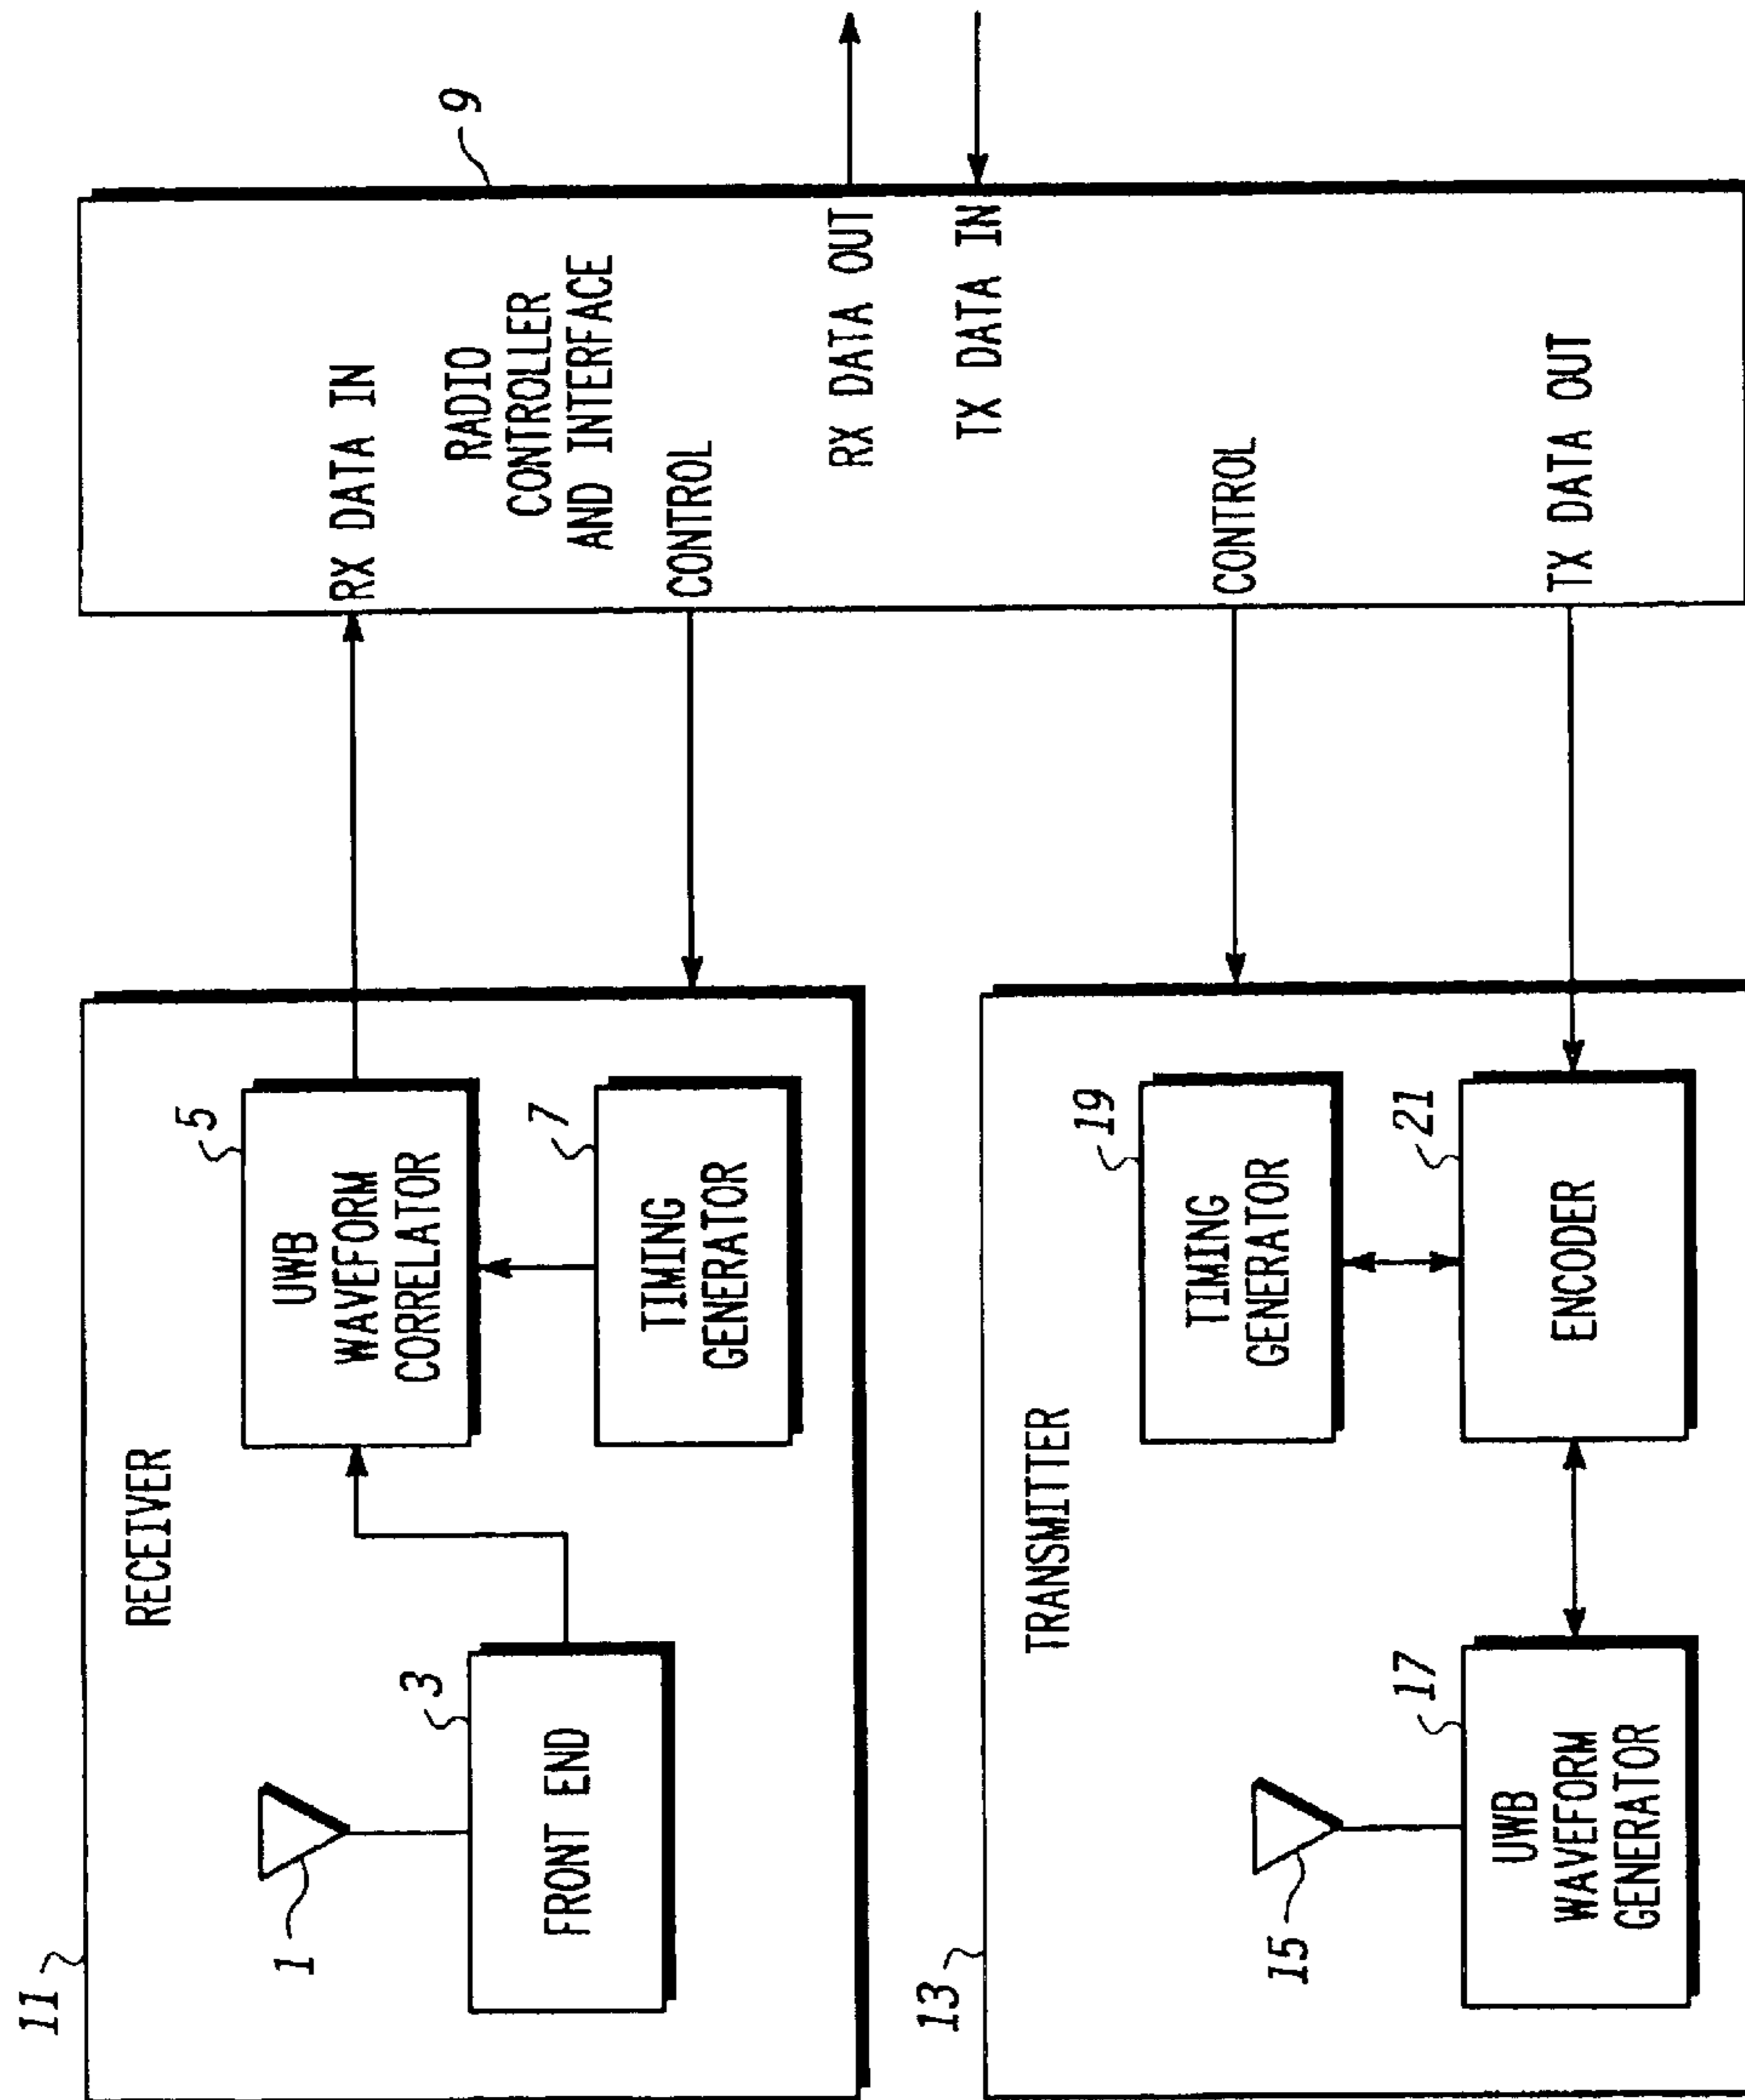 11
RECEIVER
1
3
FRONT END
5
UWB
WAVEFORM
CORRELATOR
7
TIMING
GENERATOR
9
RX DATA IN
RADIO
CONTROLLER
AND INTERFACE
CONTROL
RX DATA OUT
TX DATA IN
CONTROL
TX DATA OUT
13
TRANSMITTER
15
17
UWB
WAVEFORM
GENERATOR
19
TIMING
GENERATOR
21
ENCODER